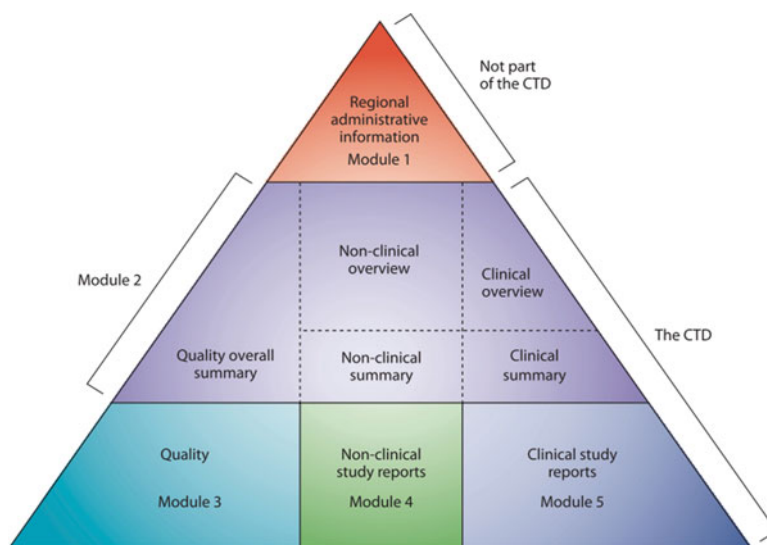 Not part
of the CTD
Regional
administrative
information
Module 1
Module 2
Non-clinical
overview
Clinical
overview
The CTD
Quality overall
summary
Non-clinical
summary
Clinical
summary
Quality
Module 3
Non-clinical
study reports
Module 4
Clinical study
reports
Module 5